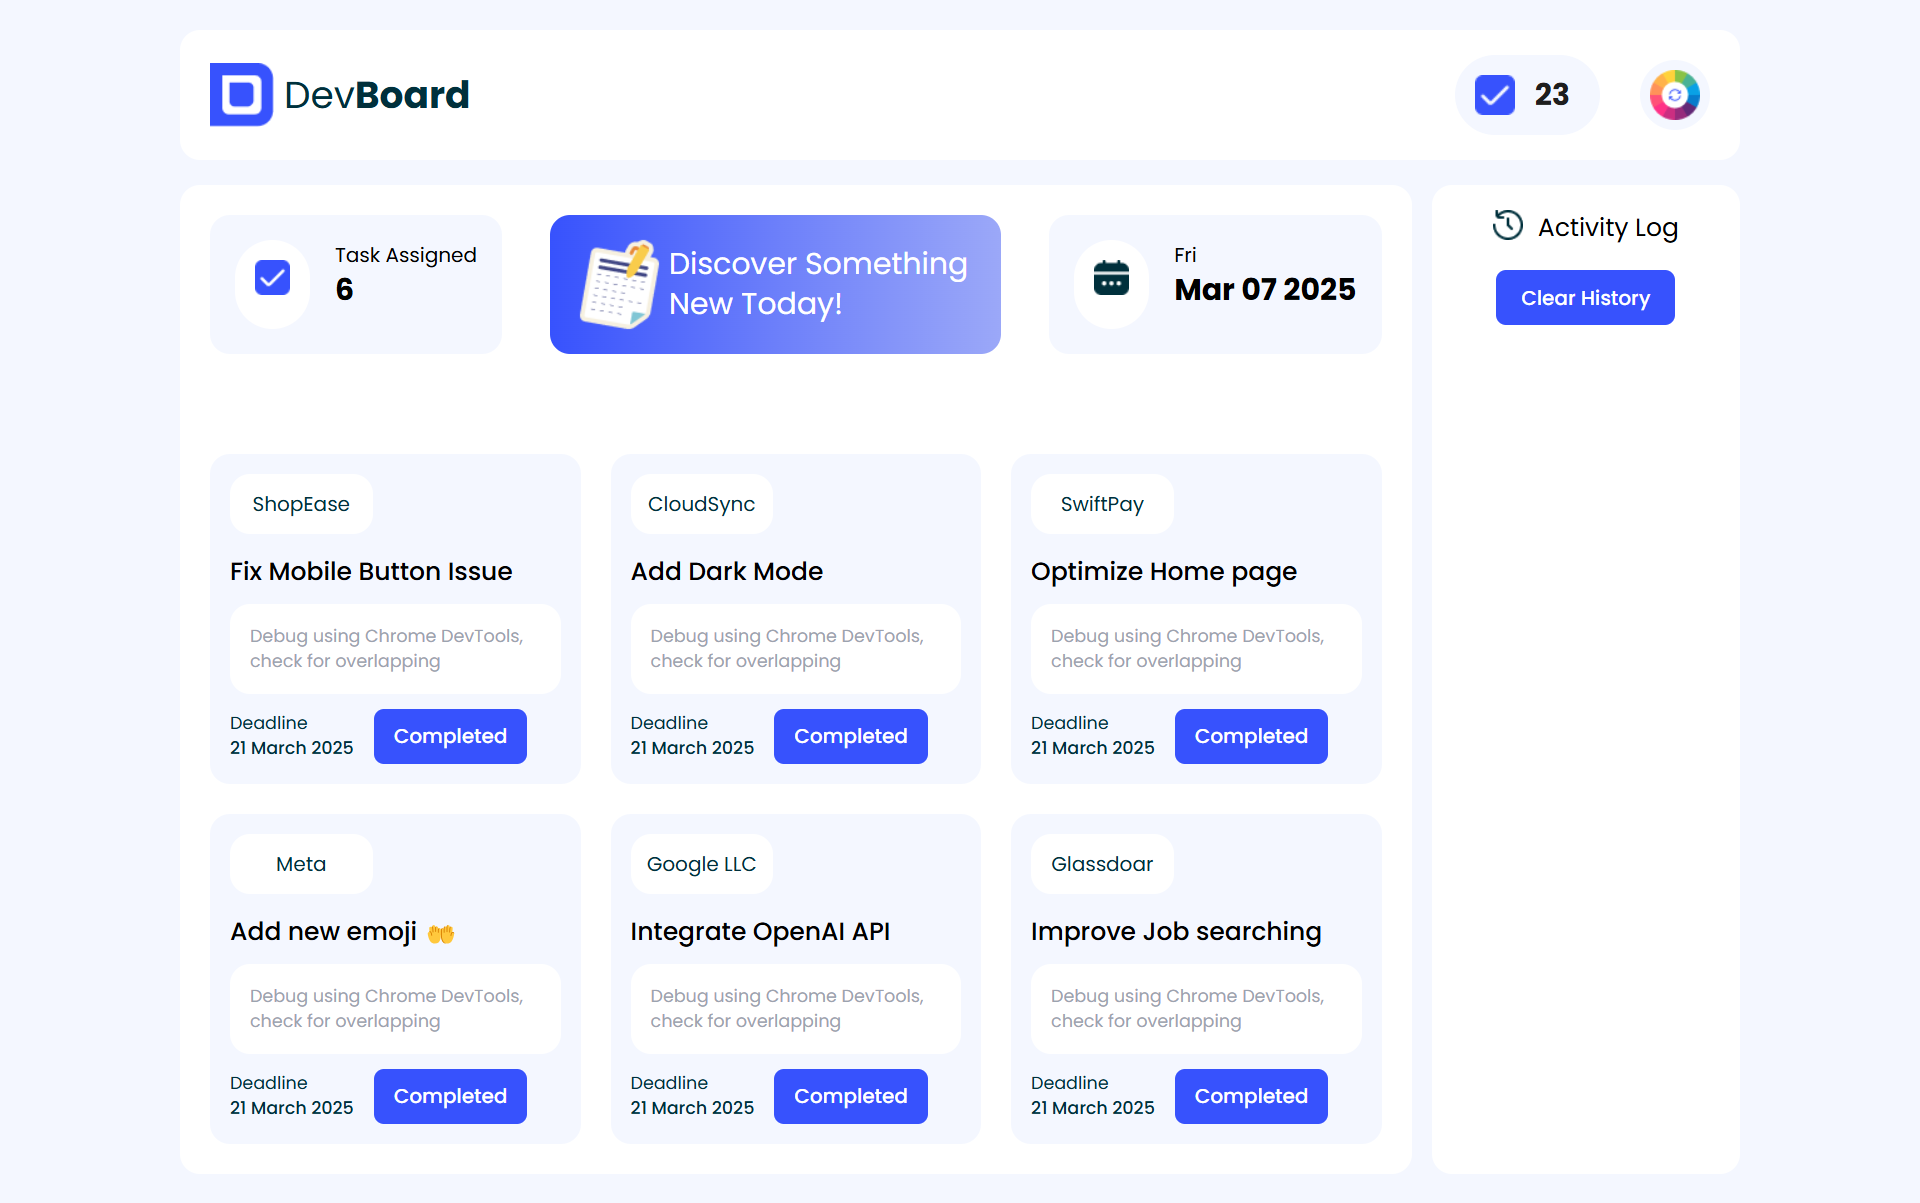 DevBoard
23
Task Assigned
6
Discover Something
New Today!
Fri
Mar 07 2025
Activity Log
Clear History
ShopEase
Fix Mobile Button Issue
Debug using Chrome DevTools,
check for overlapping
Deadline
21 March 2025
Completed
CloudSync
Add Dark Mode
Debug using Chrome DevTools,
check for overlapping
Deadline
21 March 2025
Completed
SwiftPay
Optimize Home page
Debug using Chrome DevTools,
check for overlapping
Deadline
21 March 2025
Completed
Meta
Add new emoji 🤲
Debug using Chrome DevTools,
check for overlapping
Deadline
21 March 2025
Completed
Google LLC
Integrate OpenAI API
Debug using Chrome DevTools,
check for overlapping
Deadline
21 March 2025
Completed
Glassdoar
Improve Job searching
Debug using Chrome DevTools,
check for overlapping
Deadline
21 March 2025
Completed